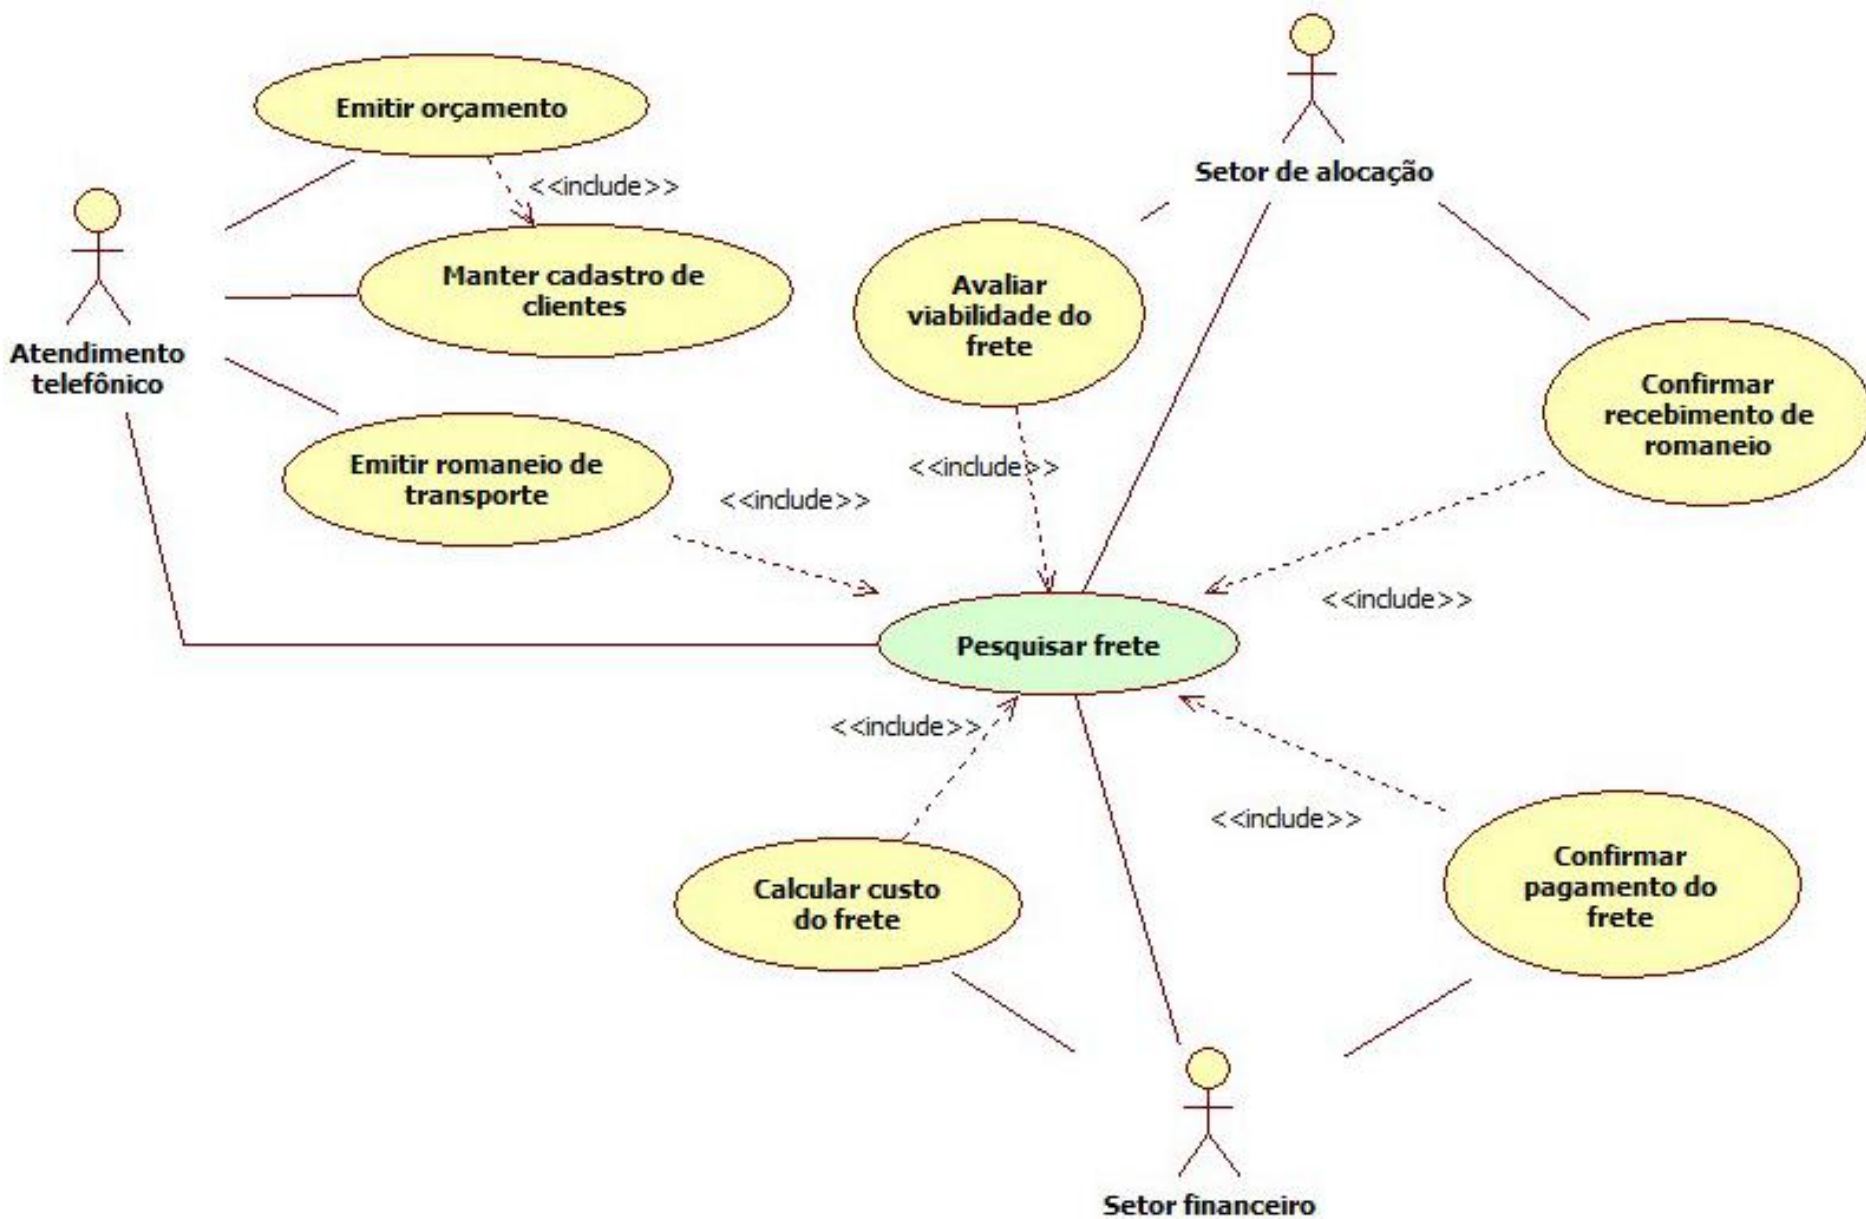 Emitir orçamento
<<include>>
Setor de alocação
Manter cadastro de
clientes
Avaliar
viabilidade do
frete
Atendimento
telefônico
Confirmar
recebimento de
romaneio
Emitir romaneio de
transporte
<<include>>
<<include>>
<<include>>
Pesquisar frete
<<include>>
<<include>>
Calcular custo
do frete
Confirmar
pagamento do
frete
Setor financeiro